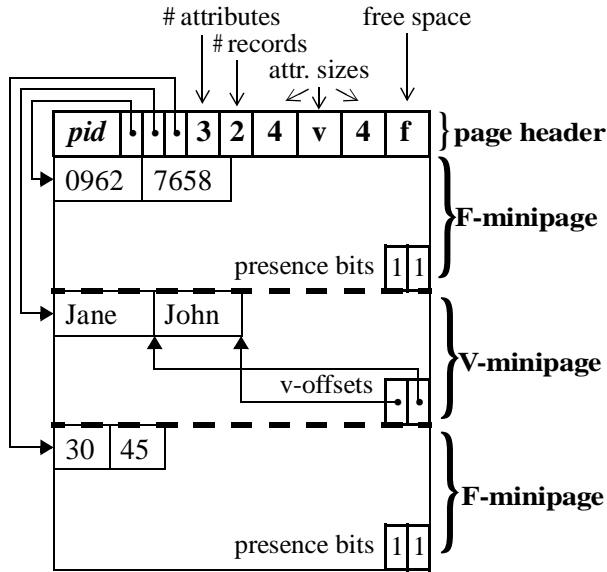 # attributes
free space
# records
attr. sizes
pid 3 2 4 v 4 f
page header
0962 7658
F-minipage
presence bits 1 1
Jane John
V-minipage
v-offsets
30 45
F-minipage
presence bits 1 1